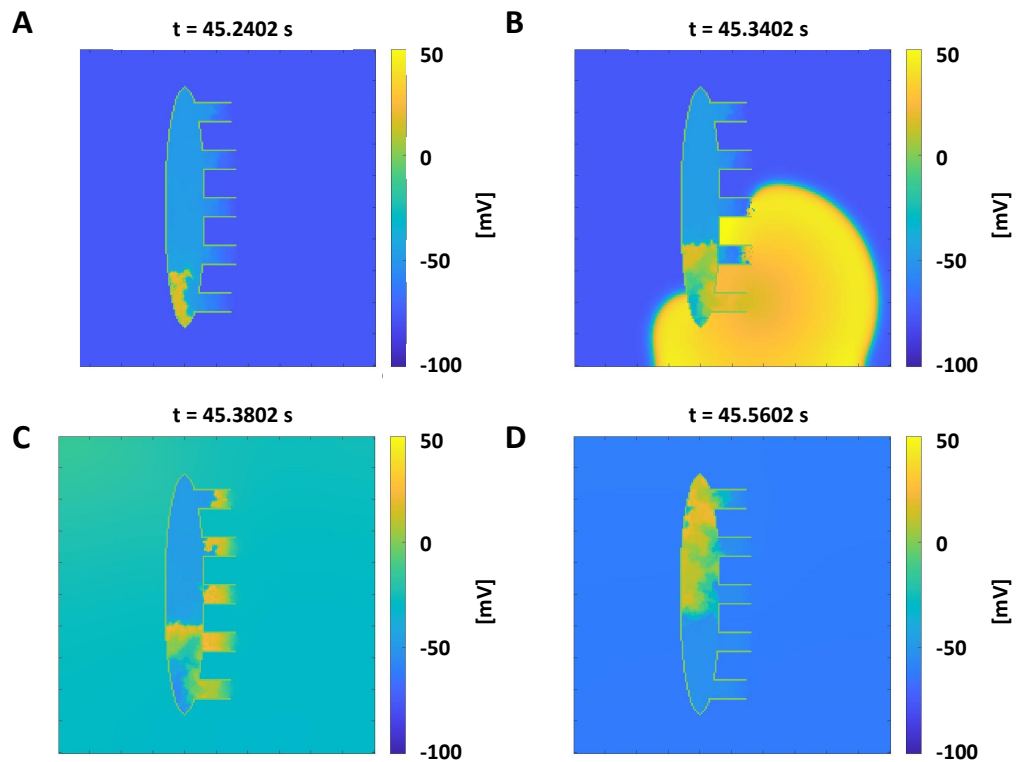 A
t = 45.2402 s
50
0
-50
-100
[mV]
B
t = 45.3402 s
50
0
-50
-100
[mV]
C
t = 45.3802 s
50
0
-50
-100
[mV]
D
t = 45.5602 s
50
0
-50
-100
[mV]